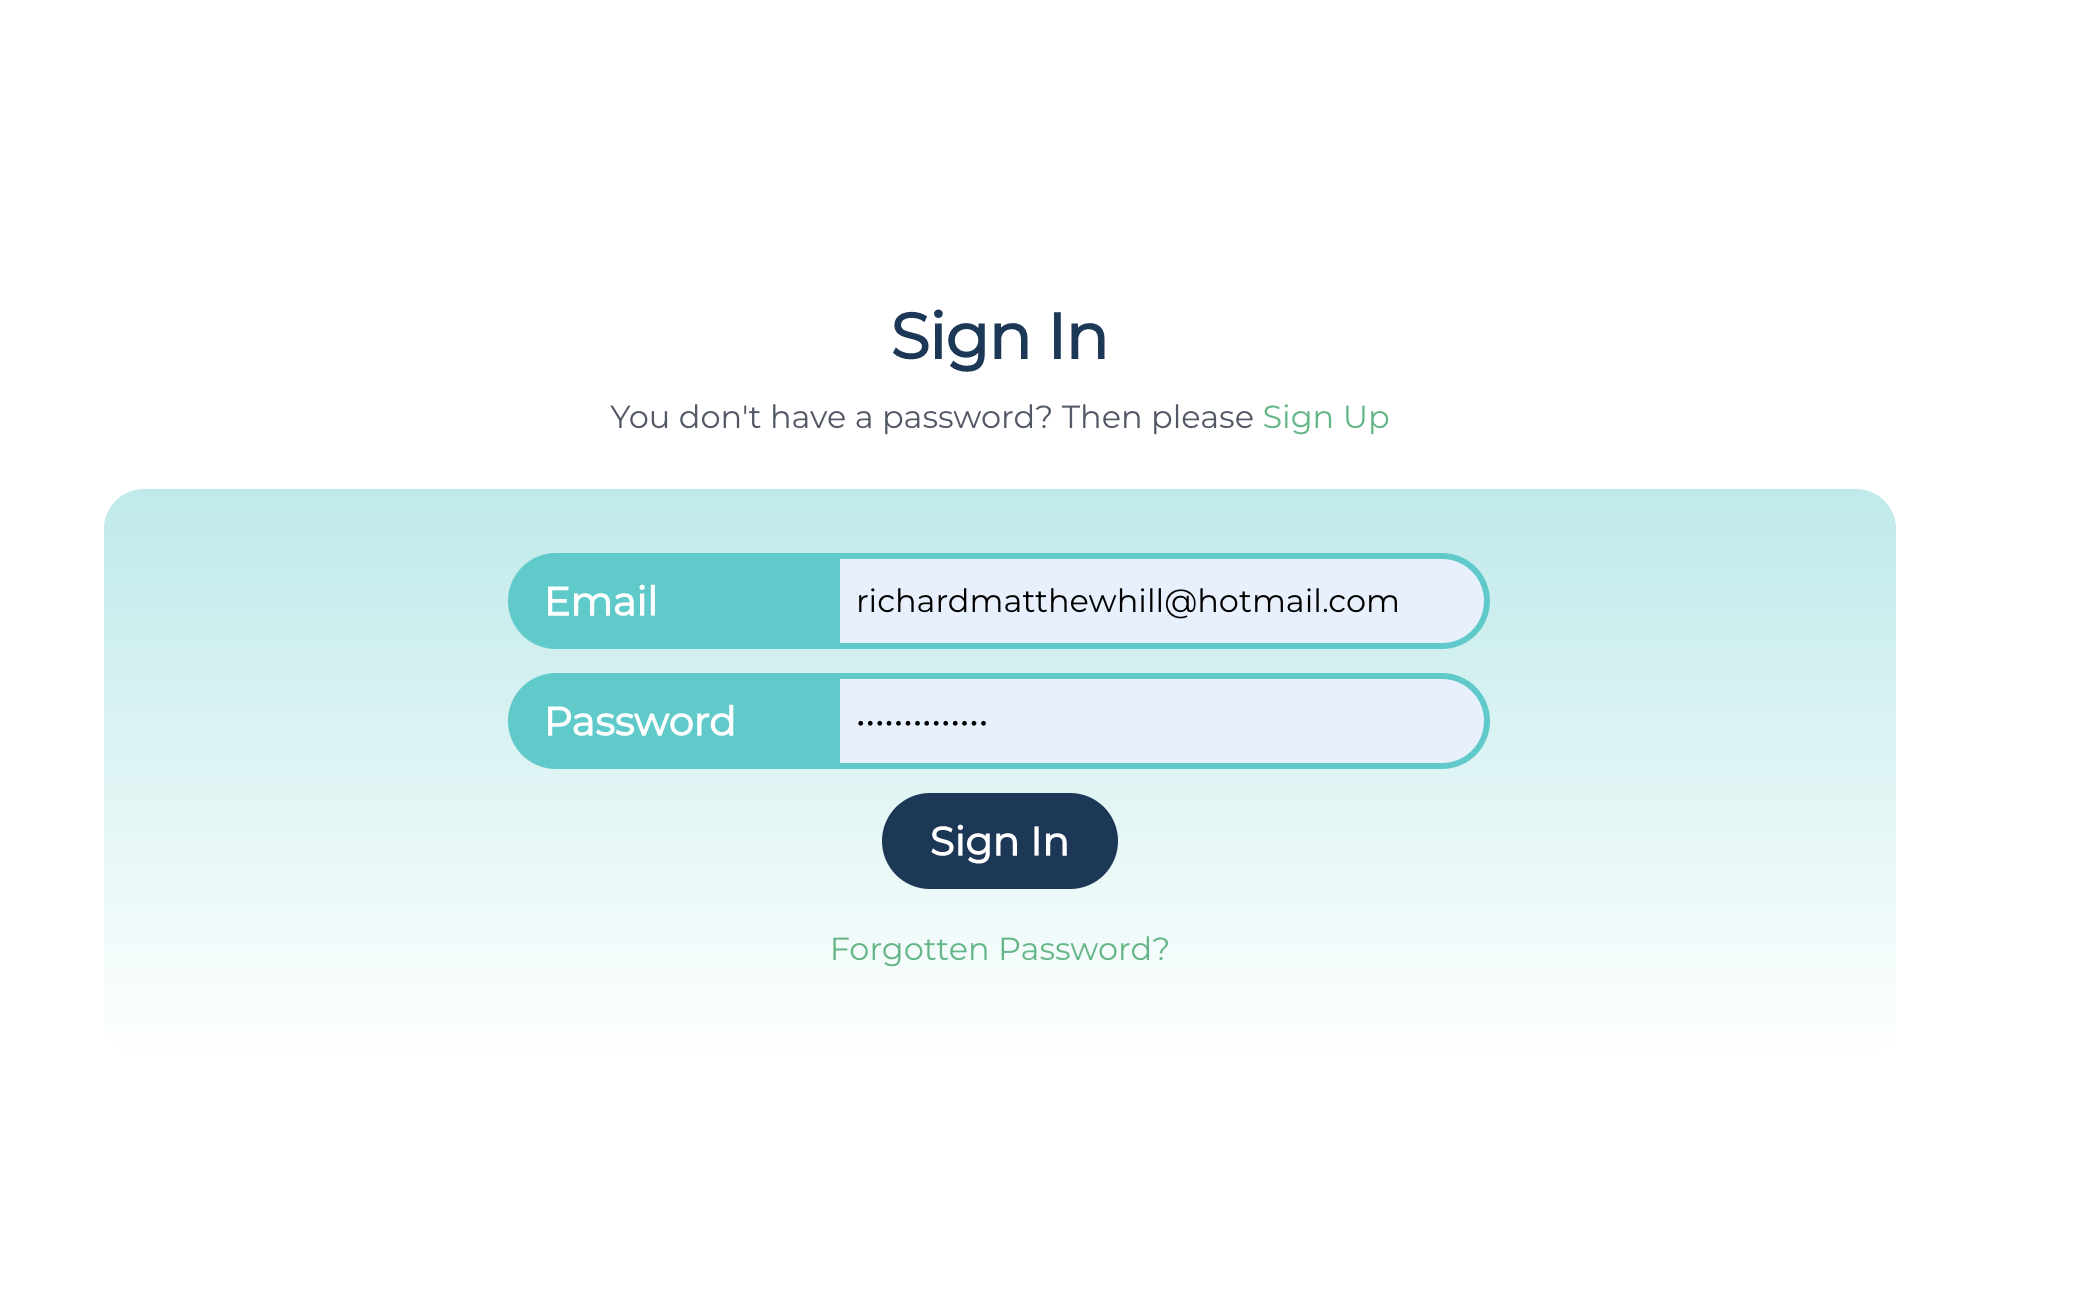 Sign In
You don't have a password? Then please Sign Up
Email
richardmatthewhill@hotmail.com
Password
••••••••••••••
Sign In
Forgotten Password?